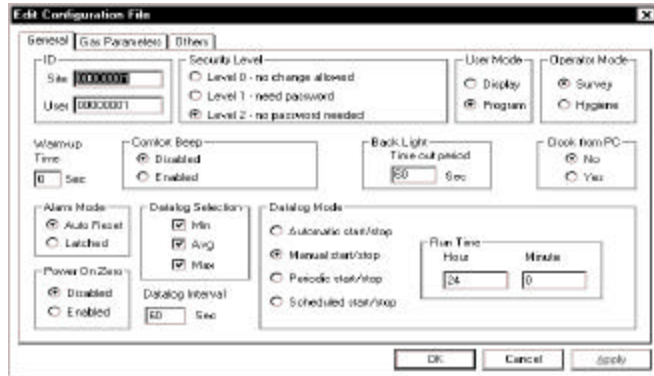 Edit Configuration File
General Gas Parameters Others
ID
Site 00000001
User 00000001
Security Level
Level 0 - no change allowed
Level 1 - need password
Level 2 - no password needed
User Mode
Display
Program
Operator Mode
Survey
Hygiene
Warm-up Time
0 Sec
Comfort Beep
Disabled
Enabled
Back Light
Time out period
60 Sec
Clock from PC
No
Yes
Alarm Mode
Auto Reset
Latched
Datalog Selection
Min
Avg
Max
Datalog Mode
Automatic start/stop
Manual start/stop
Periodic start/stop
Scheduled start/stop
Run Time
Hour Minute
24 0
Power On Zero
Disabled
Enabled
Datalog Interval
60 Sec
OK Cancel Apply